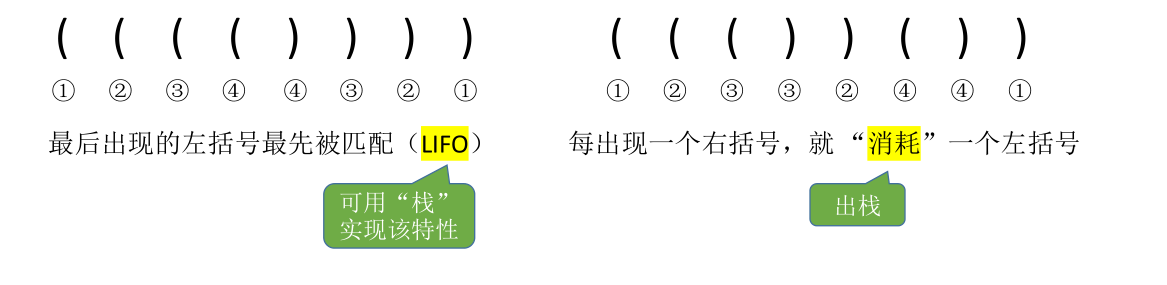 ( ( ( ( ) ) ) )
① ② ③ ④ ④ ③ ② ①
最后出现的左括号最先被匹配（LIFO）
可用“栈”
实现该特性
( ( ( ) ) ( ) )
① ② ③ ③ ② ④ ④ ①
每出现一个右括号，就“消耗”一个左括号
出栈